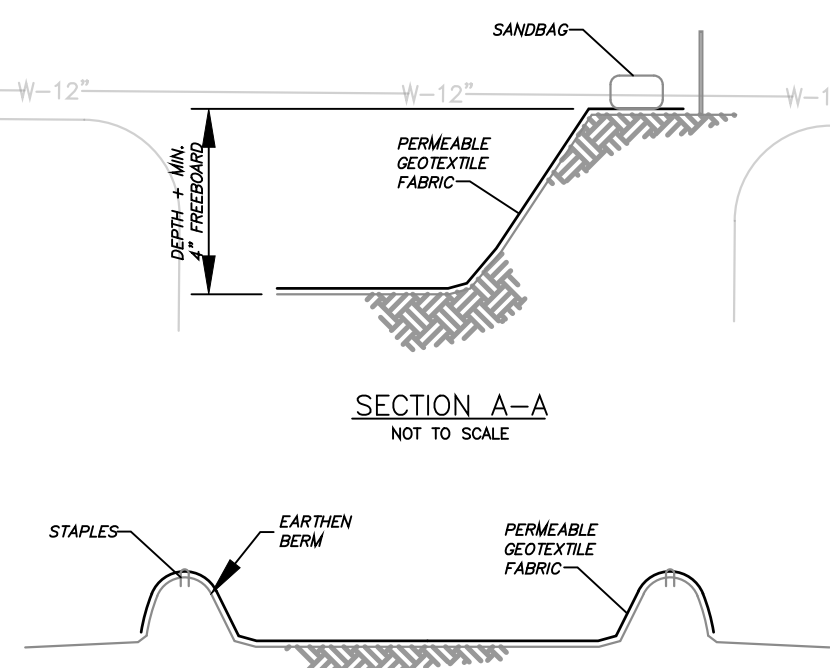 SANDBAG
W-12"
W-12"
W-1
PERMEABLE
GEOTEXTILE
FABRIC
DEPTH + MIN.
4" FREEBOARD
SECTION A-A
NOT TO SCALE
STAPLES
EARTHEN
BERM
PERMEABLE
GEOTEXTILE
FABRIC